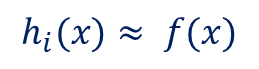 hᵢ(x) ≈ f(x)